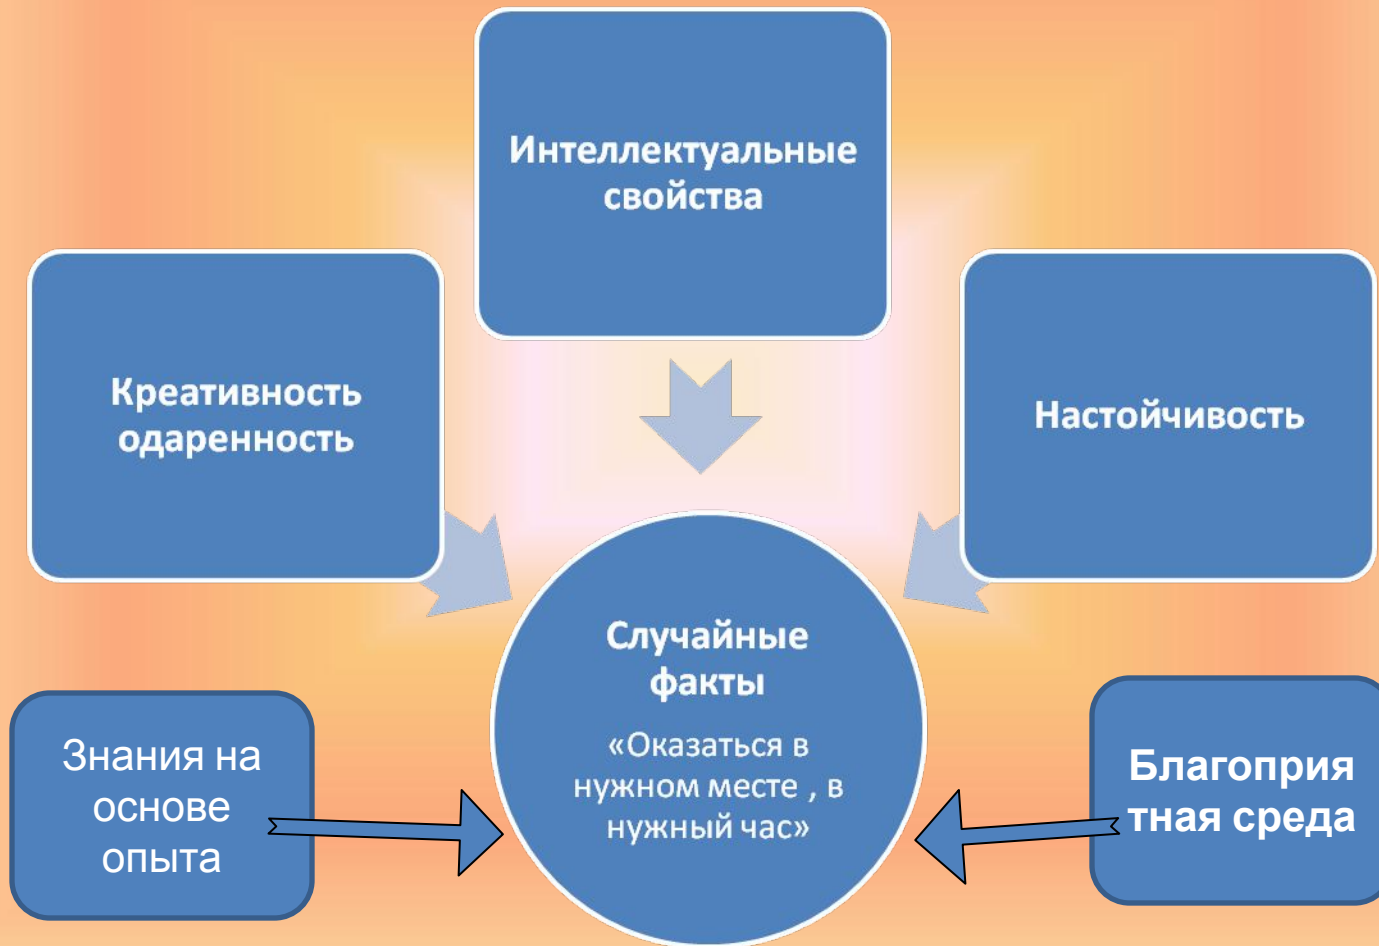 Интеллектуальные
свойства
Креативность
одаренность
Настойчивость
Случайные
факты
«Оказаться в
нужном месте , в
нужный час»
Знания на
основе
опыта
Благоприя
тная среда